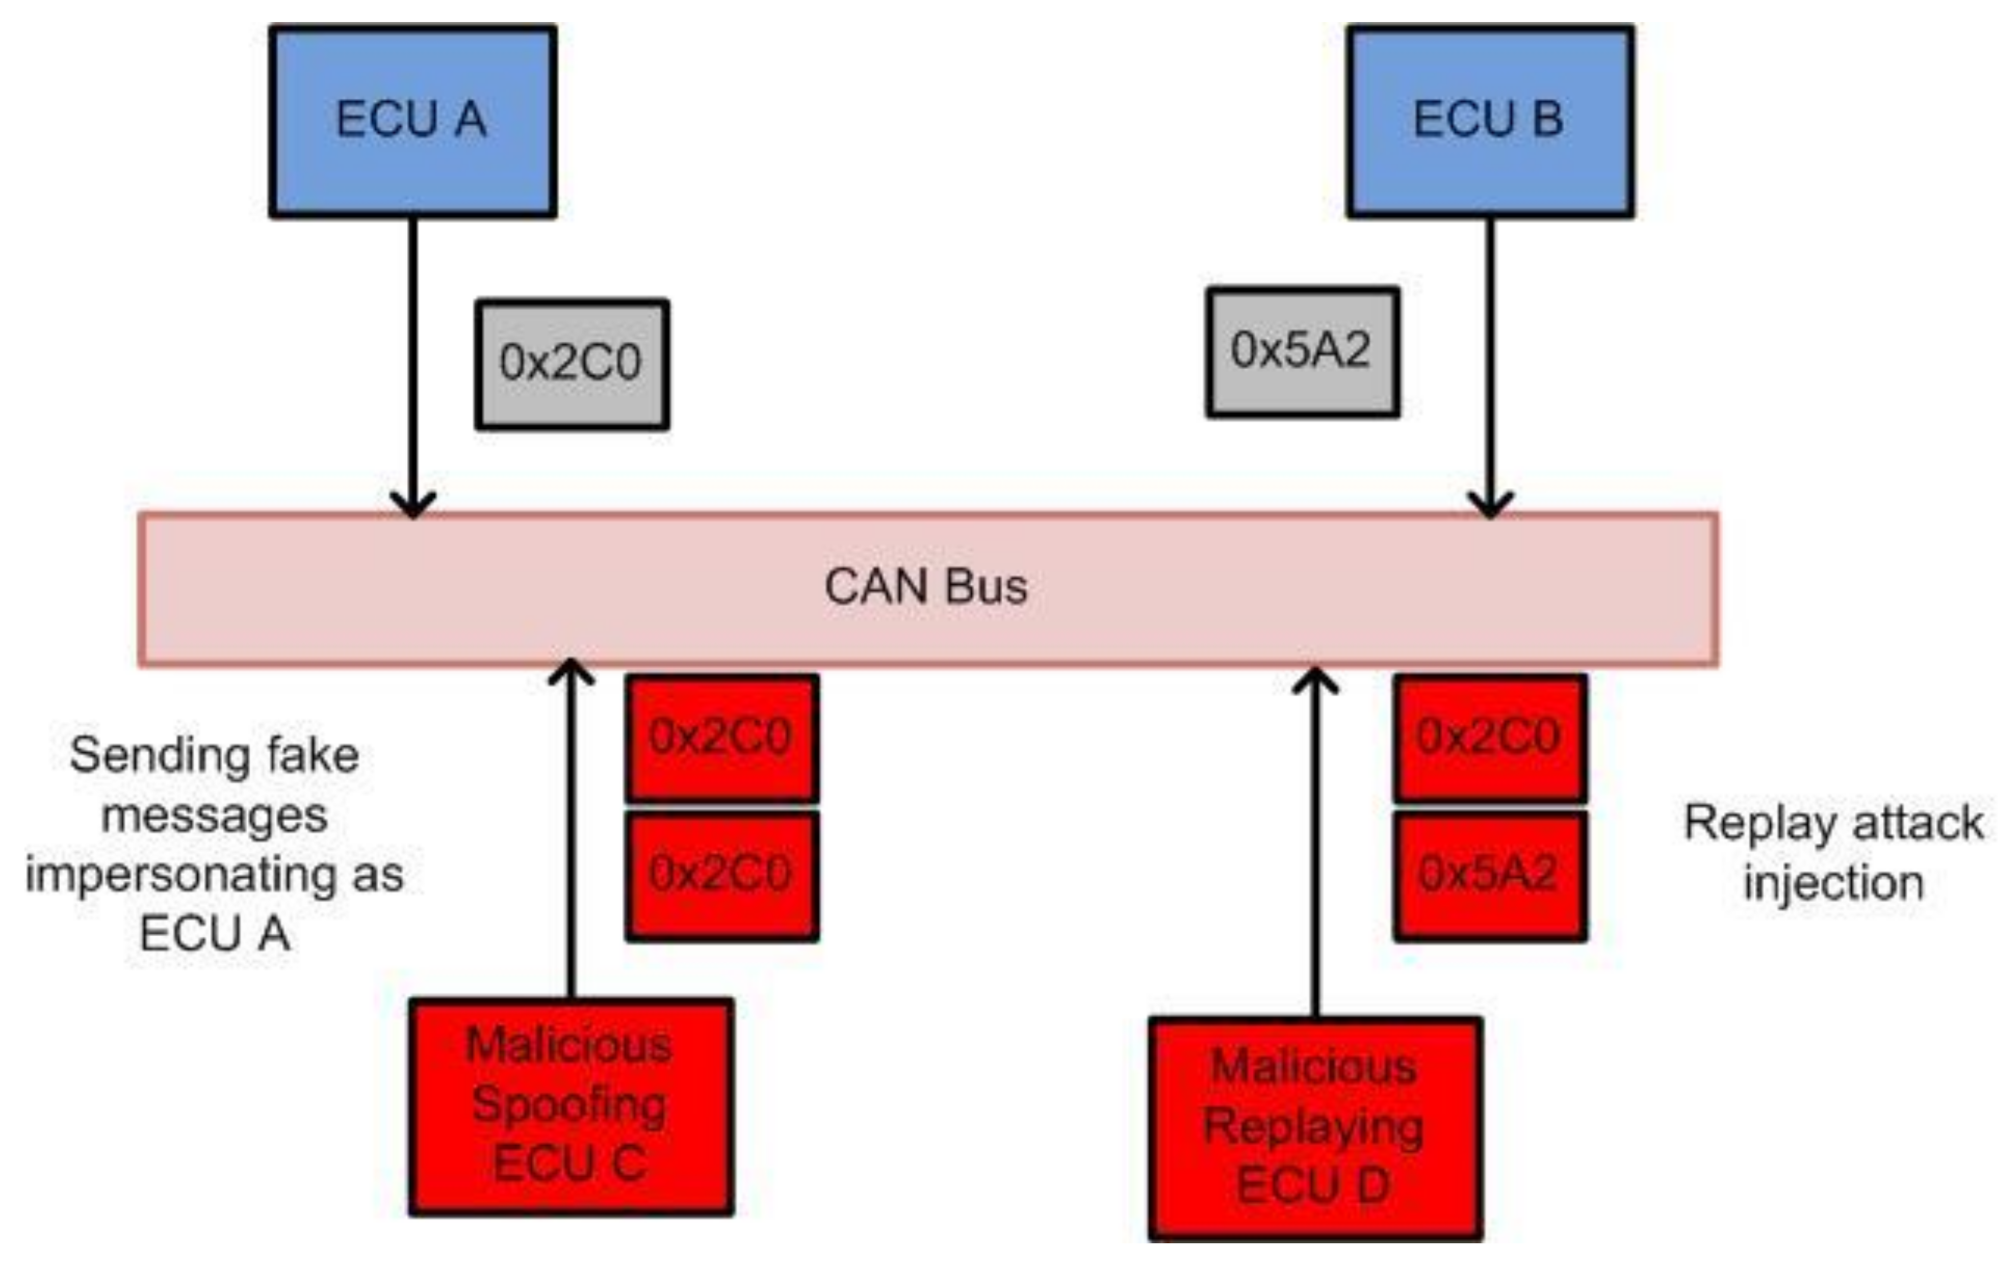 ECU A
ECU B
0x2C0
0x5A2
CAN Bus
0x2C0
0x2C0
Sending fake
messages
impersonating as
ECU A
0x2C0
0x5A2
Replay attack
injection
Malicious
Spoofing
ECU C
Malicious
Replaying
ECU D